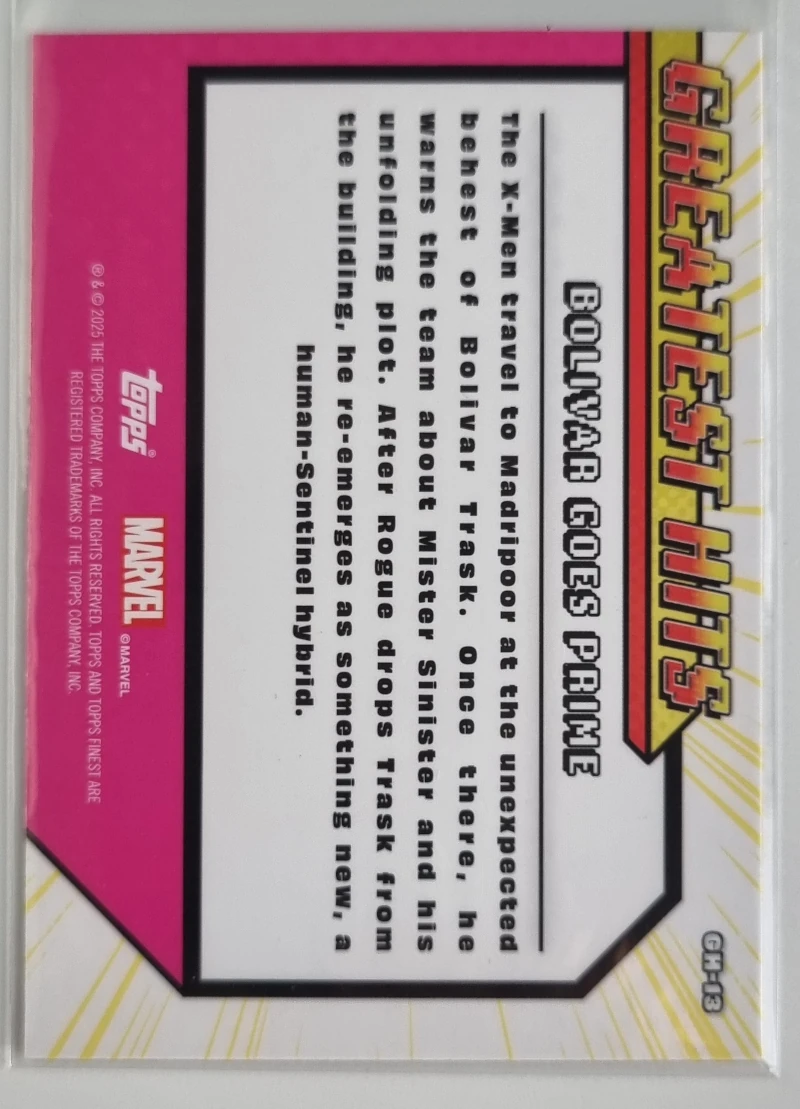 GREATEST HITS
GH-13
BOLIVAR GOES PRIME
The X-Men travel to Madripoor at the unexpected
behest of Bolivar Trask. Once there, he
warns the team about Mister Sinister and his
unfolding plot. After Rogue drops Trask from
the building, he re-emerges as something new, a
human-Sentinel hybrid.
topps®
MARVEL
©MARVEL
® & © 2025 THE TOPPS COMPANY, INC. ALL RIGHTS RESERVED. TOPPS AND TOPPS FINEST ARE
REGISTERED TRADEMARKS OF THE TOPPS COMPANY, INC.